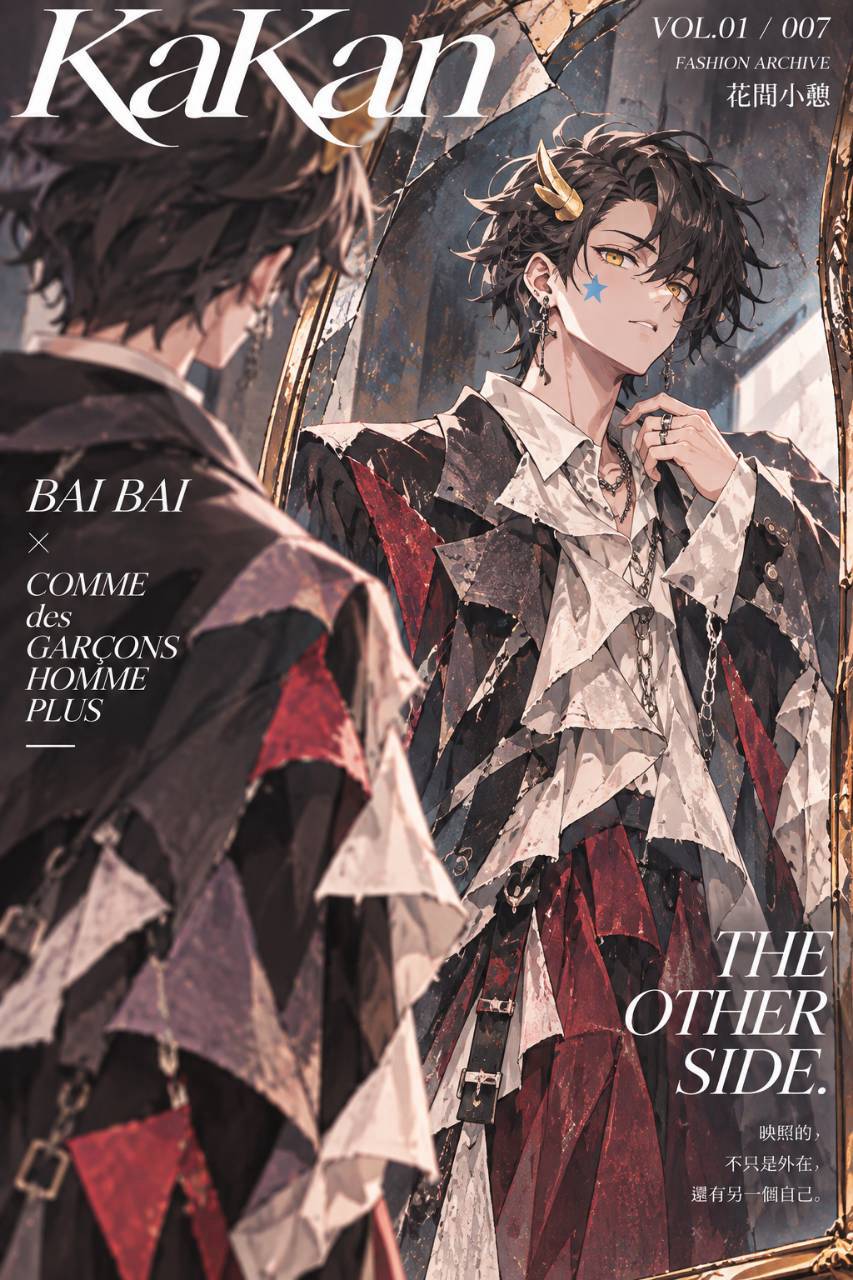 KaKan
VOL.01 / 007
FASHION ARCHIVE
花間小憩
BAI BAI
×
COMME
des
GARÇONS
HOMME
PLUS
THE
OTHER
SIDE.
映照的，
不只是外在，
還有另一個自己。